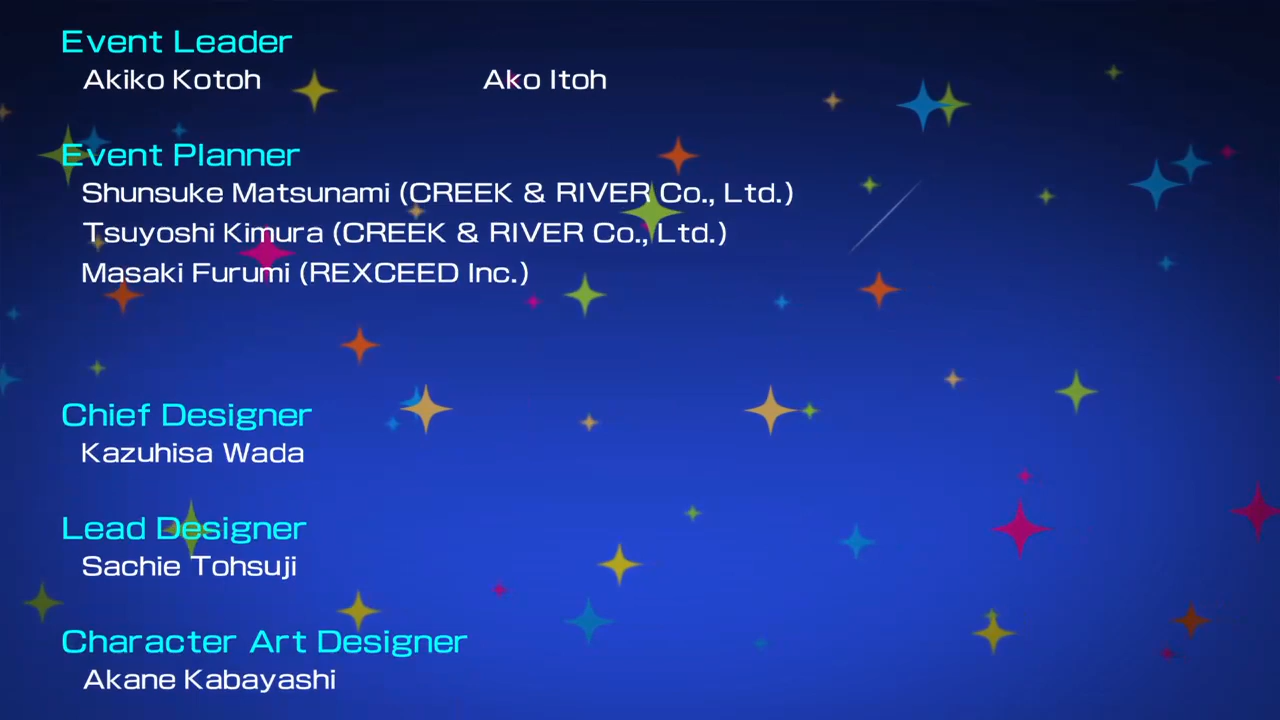 Event Leader
Akiko Kotoh Ako Itoh
Event Planner
Shunsuke Matsunami (CREEK & RIVER Co., Ltd.)
Tsuyoshi Kimura (CREEK & RIVER Co., Ltd.)
Masaki Furumi (REXCEED Inc.)
Chief Designer
Kazuhisa Wada
Lead Designer
Sachie Tohsuji
Character Art Designer
Akane Kabayashi